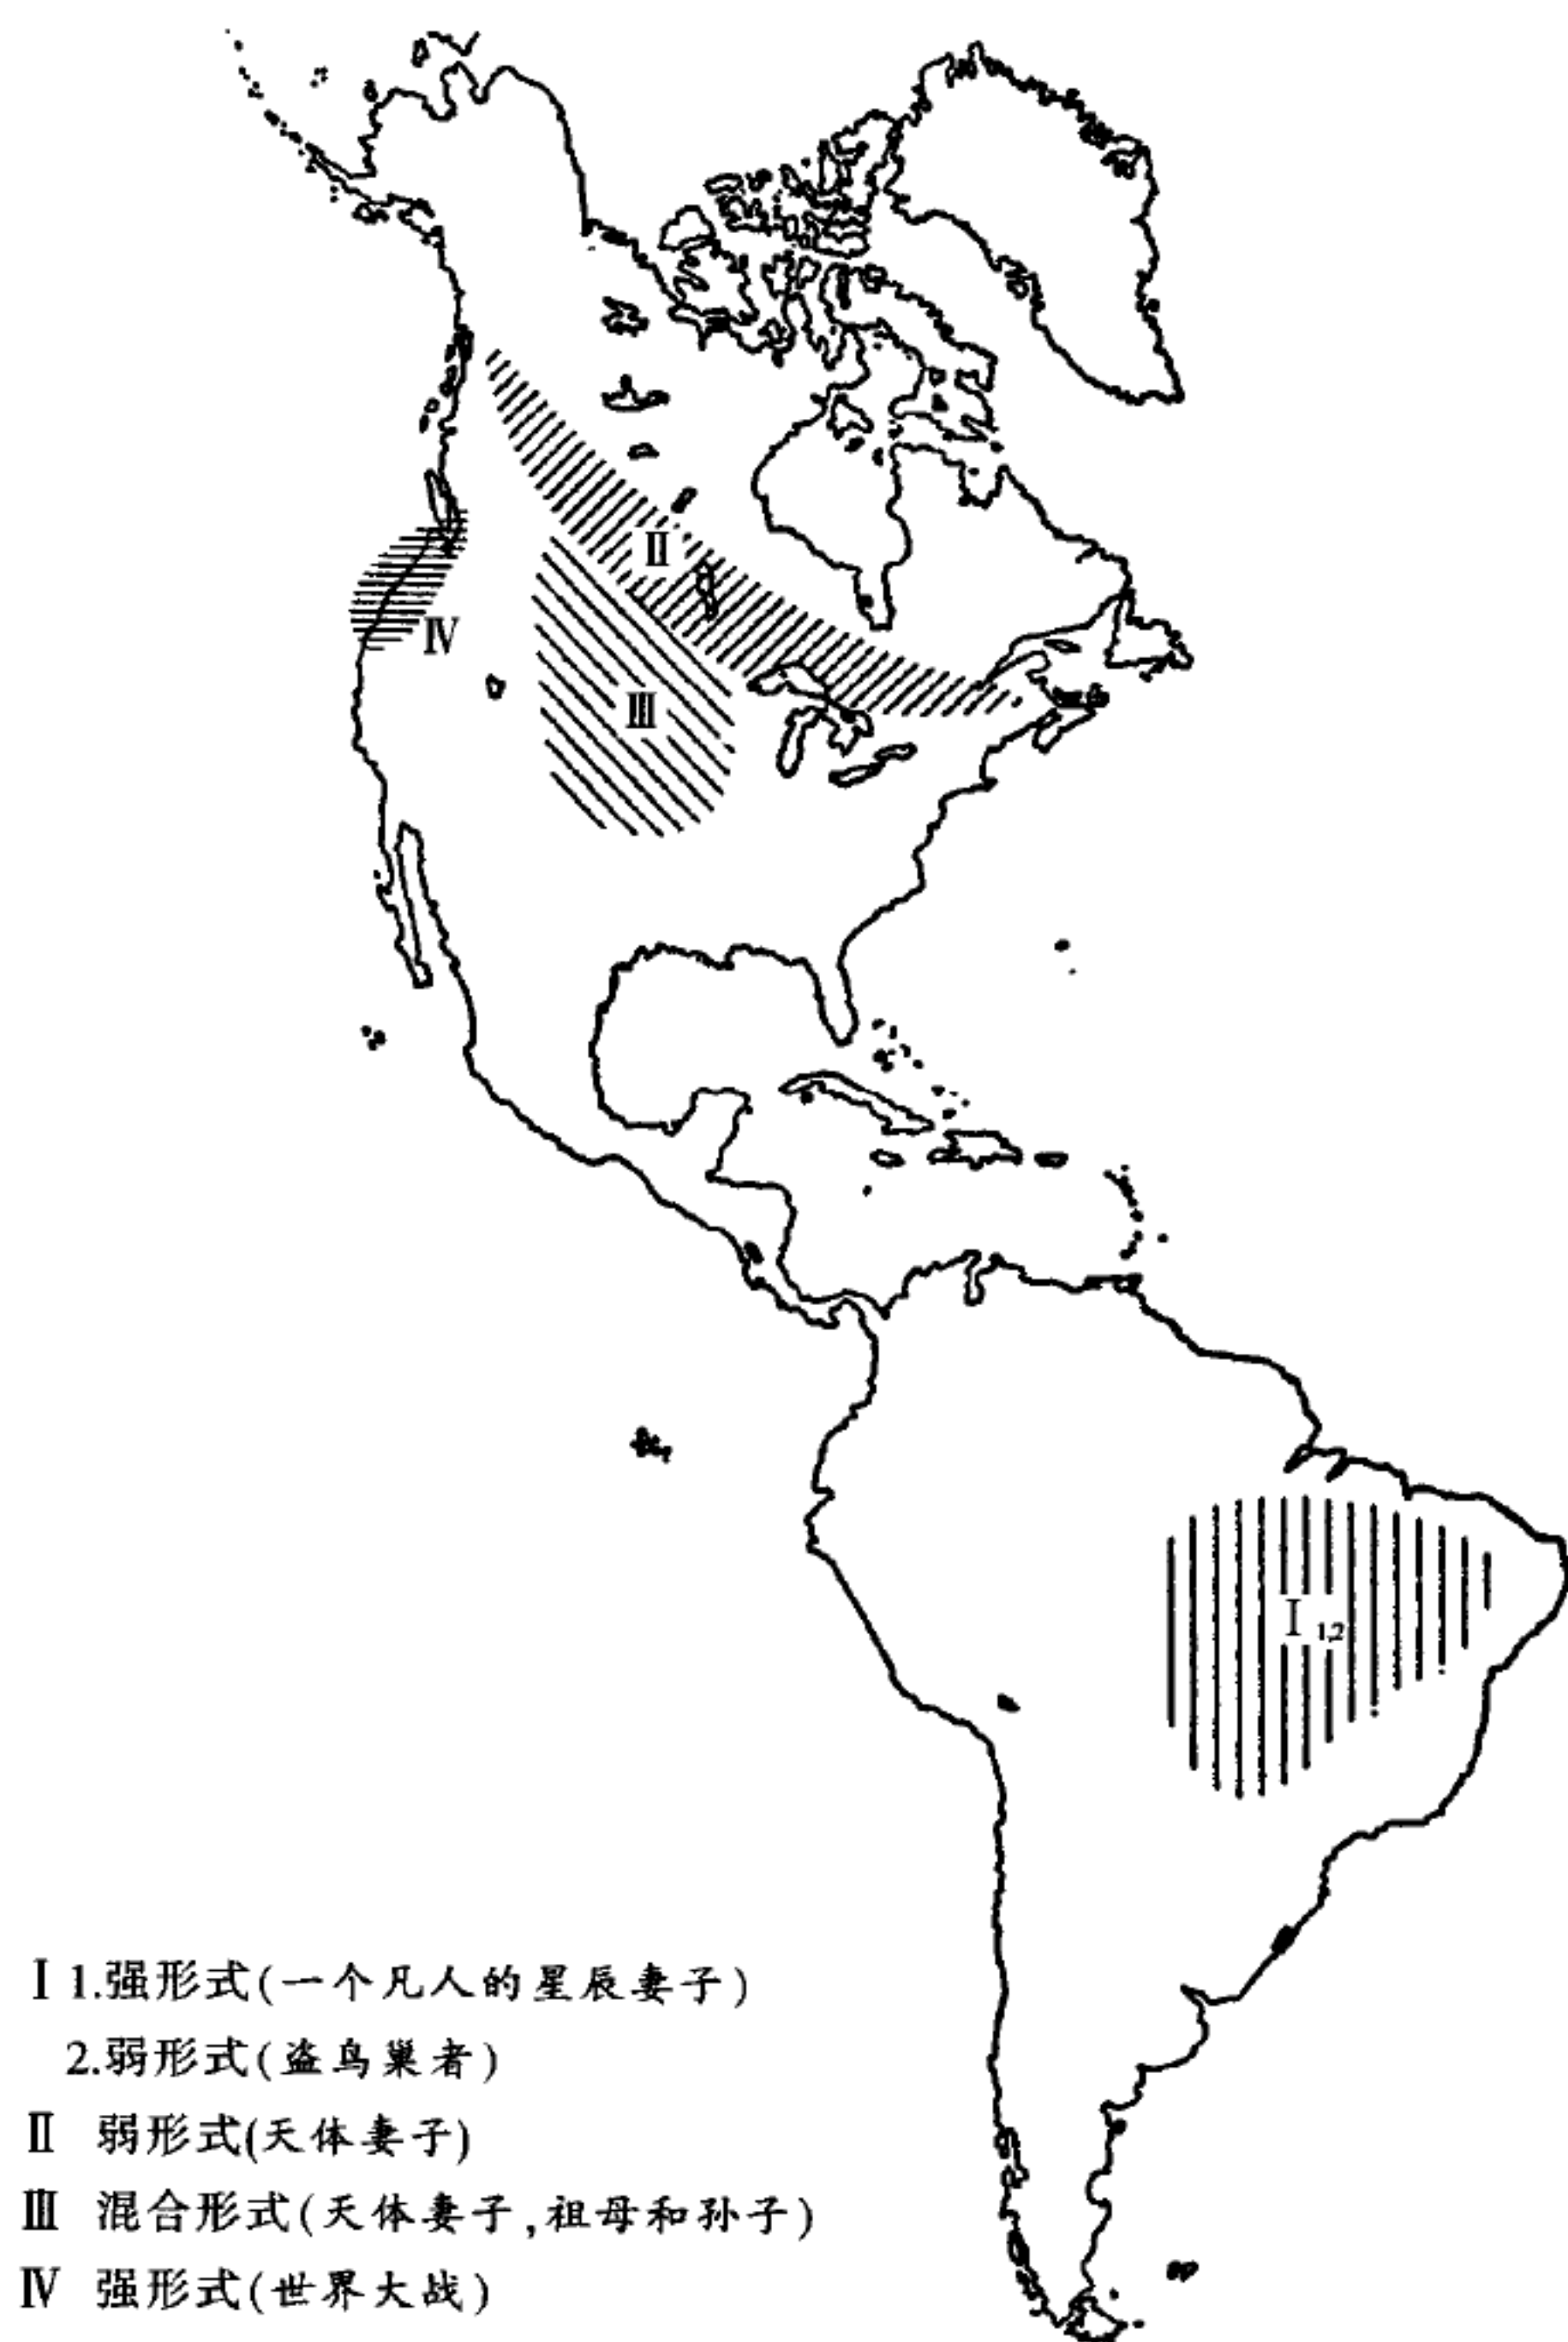 Ⅱ
Ⅳ
Ⅲ
Ⅰ 1,2
Ⅰ 1.强形式(一个凡人的星辰妻子)
2.弱形式(盗鸟巢者)
Ⅱ 弱形式(天体妻子)
Ⅲ 混合形式(天体妻子,祖母和孙子)
Ⅳ 强形式(世界大战)